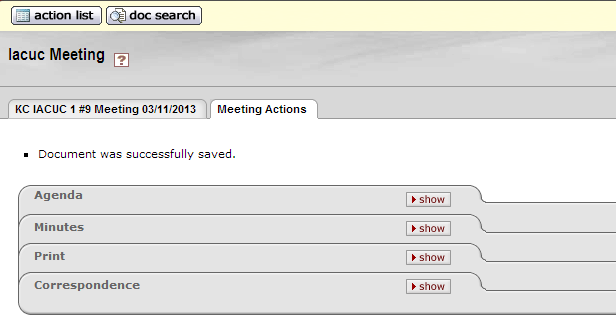 action list doc search
Iacuc Meeting ?
KC IACUC 1 #9 Meeting 03/11/2013 Meeting Actions
Document was successfully saved.
Agenda show
Minutes show
Print show
Correspondence show